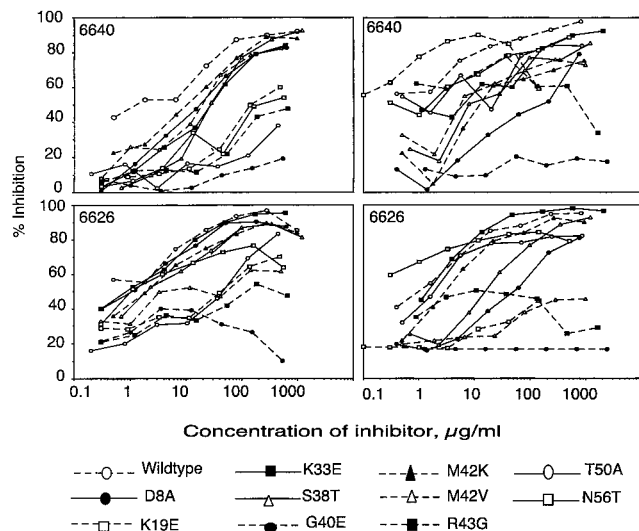 6640
6640
100
80
60
40
20
0
% Inhibition
6626
6626
100
80
60
40
20
0
0.1 1 10 100 1000 0.1 1 10 100 1000
Concentration of inhibitor, µg/ml
Wildtype K33E M42K T50A
D8A S38T M42V N56T
K19E G40E R43G